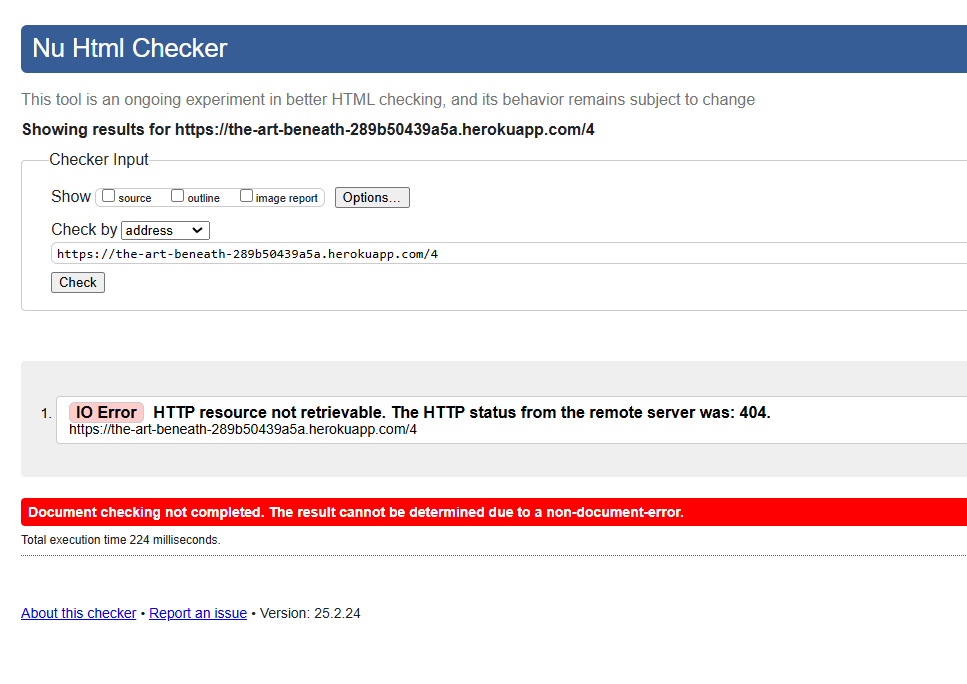 Nu Html Checker
This tool is an ongoing experiment in better HTML checking, and its behavior remains subject to change
Showing results for https://the-art-beneath-289b50439a5a.herokuapp.com/4
Checker Input
Show source outline image report Options...
Check by address
https://the-art-beneath-289b50439a5a.herokuapp.com/4
Check
1. IO Error HTTP resource not retrievable. The HTTP status from the remote server was: 404.
https://the-art-beneath-289b50439a5a.herokuapp.com/4
Document checking not completed. The result cannot be determined due to a non-document-error.
Total execution time 224 milliseconds.
About this checker • Report an issue • Version: 25.2.24